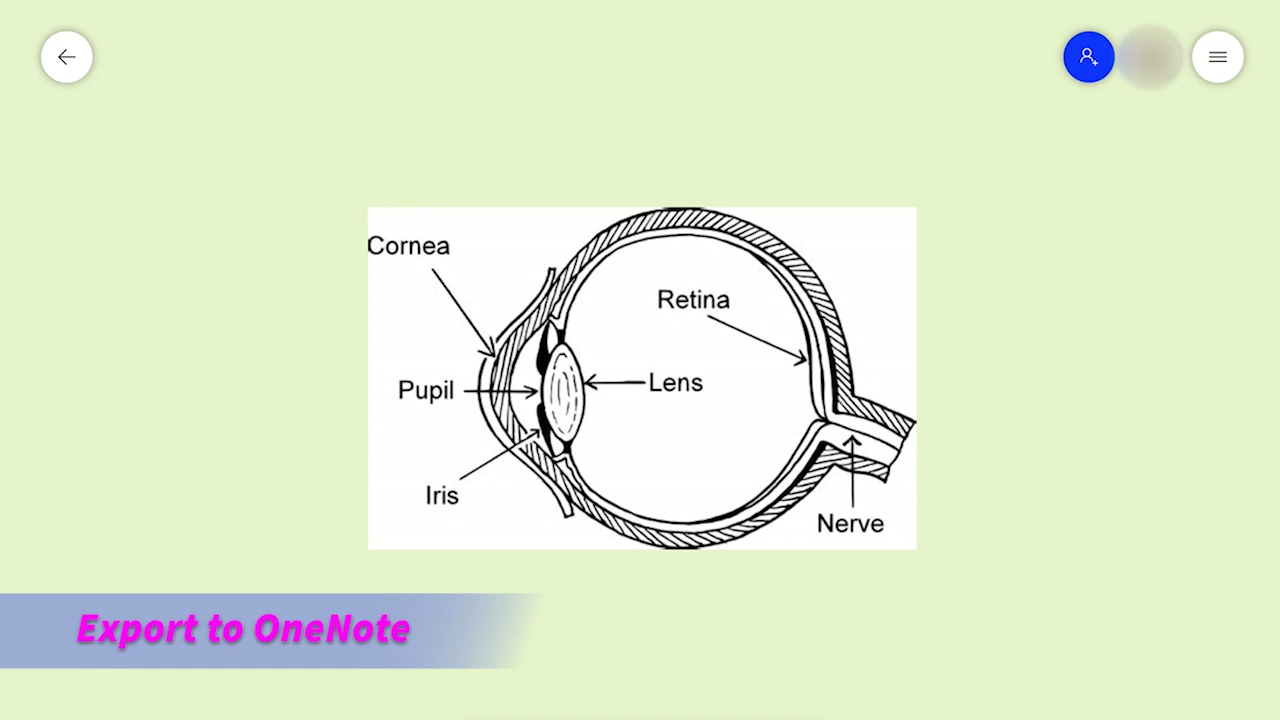 Cornea
Retina
Pupil
Lens
Iris
Nerve
Export to OneNote